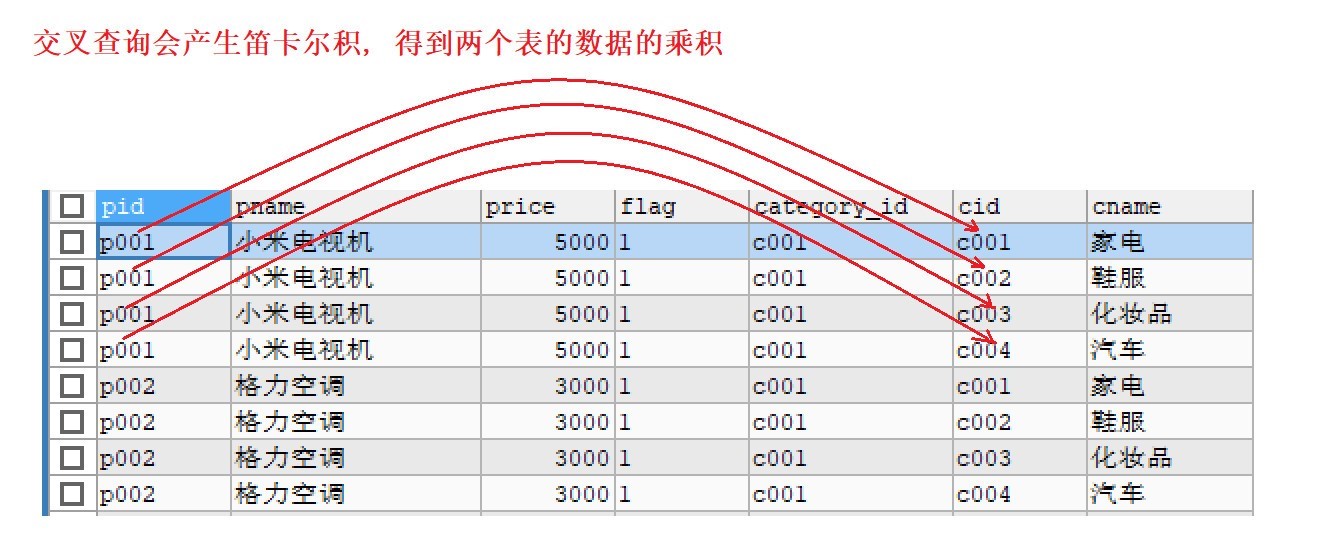 交叉查询会产生笛卡尔积，得到两个表的数据的乘积
pid pname price flag category_id cid cname
p001 小米电视机 5000 1 c001 c001 家电
p001 小米电视机 5000 1 c001 c002 鞋服
p001 小米电视机 5000 1 c001 c003 化妆品
p001 小米电视机 5000 1 c001 c004 汽车
p002 格力空调 3000 1 c001 c001 家电
p002 格力空调 3000 1 c001 c002 鞋服
p002 格力空调 3000 1 c001 c003 化妆品
p002 格力空调 3000 1 c001 c004 汽车